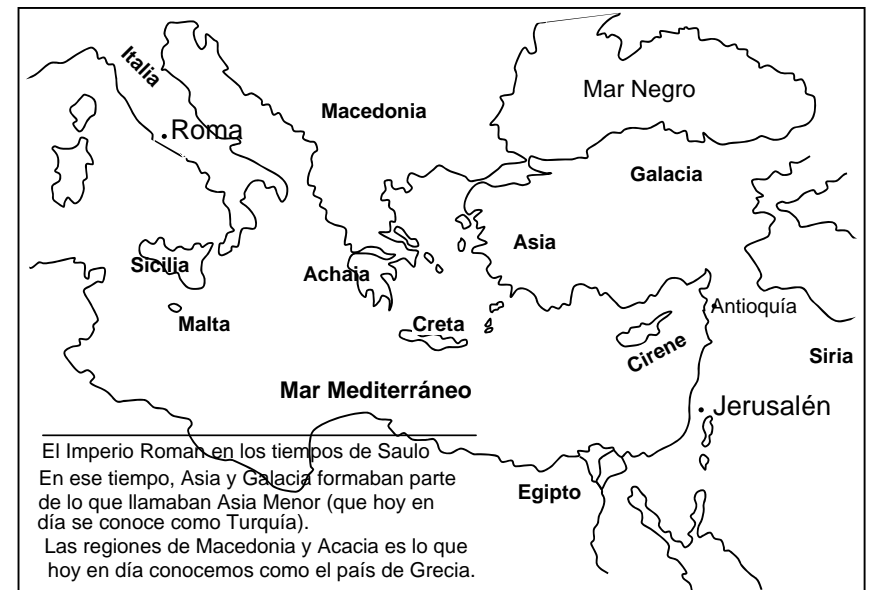 Italia
Mar Negro
Macedonia
Roma
Galacia
Asia
Sicilia
Achaia
Antioquía
Malta
Creta
Cirene
Siria
Mar Mediterráneo
Jerusalén
El Imperio Roman en los tiempos de Saulo
En ese tiempo, Asia y Galacia formaban parte
de lo que llamaban Asia Menor (que hoy en
día se conoce como Turquía).
Las regiones de Macedonia y Acacia es lo que
hoy en día conocemos como el país de Grecia.
Egipto